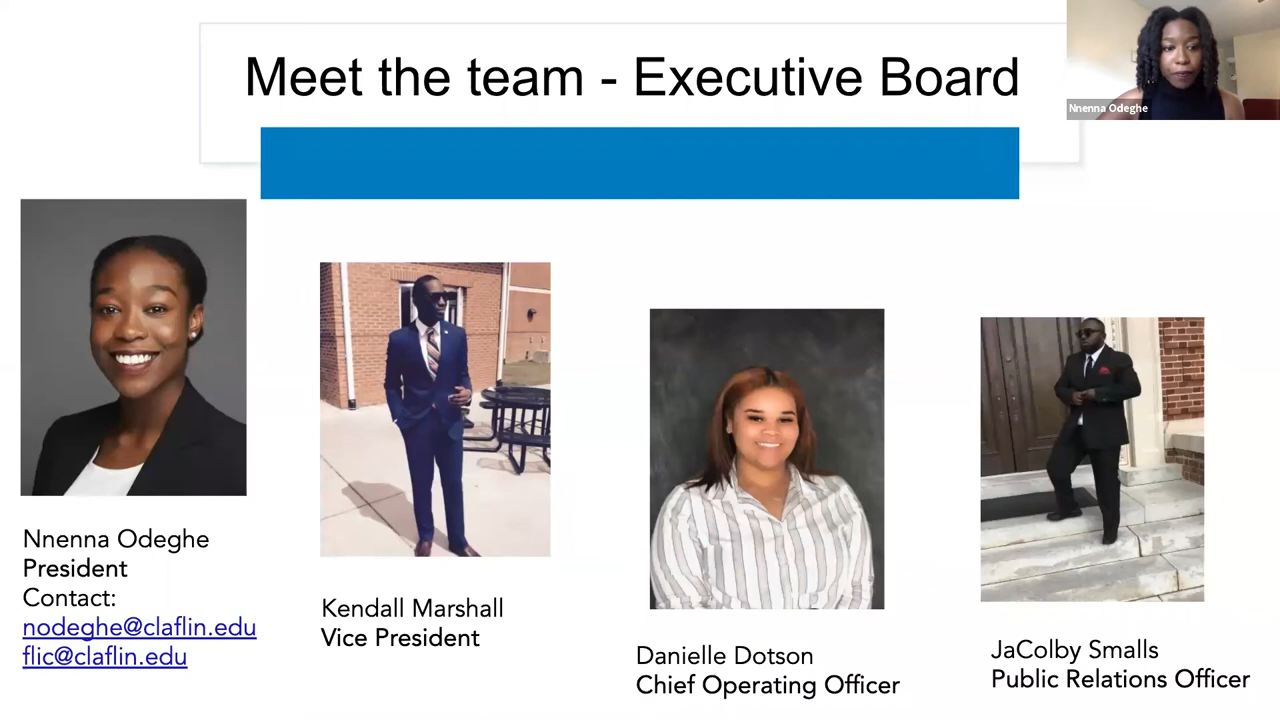 Meet the team - Executive Board
Nnenna Odeghe
Nnenna Odeghe
President
Contact:
nodeghe@claflin.edu
flic@claflin.edu
Kendall Marshall
Vice President
Danielle Dotson
Chief Operating Officer
JaColby Smalls
Public Relations Officer